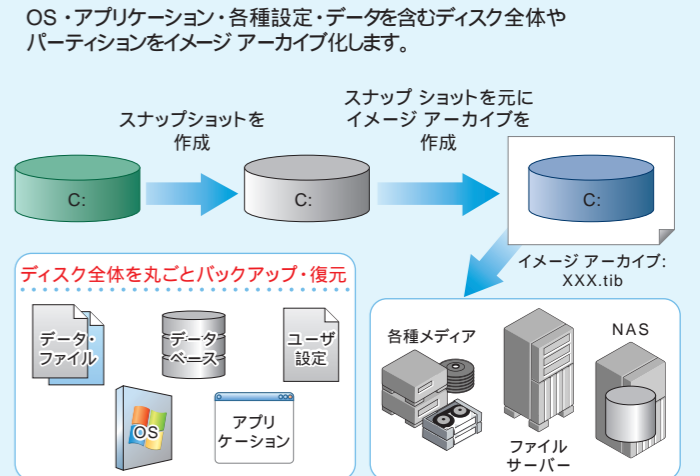 OS・アプリケーション・各種設定・データを含むディスク全体や
パーティションをイメージ アーカイブ化します。
スナップショットを
作成
スナップ ショットを元に
イメージ アーカイブを
作成
C:
C:
C:
イメージ アーカイブ:
XXX.tib
ディスク全体を丸ごとバックアップ・復元
データ・
ファイル
データ
ベース
ユーザ
設定
OS
アプリ
ケーション
各種メディア
ファイル
サーバー
NAS